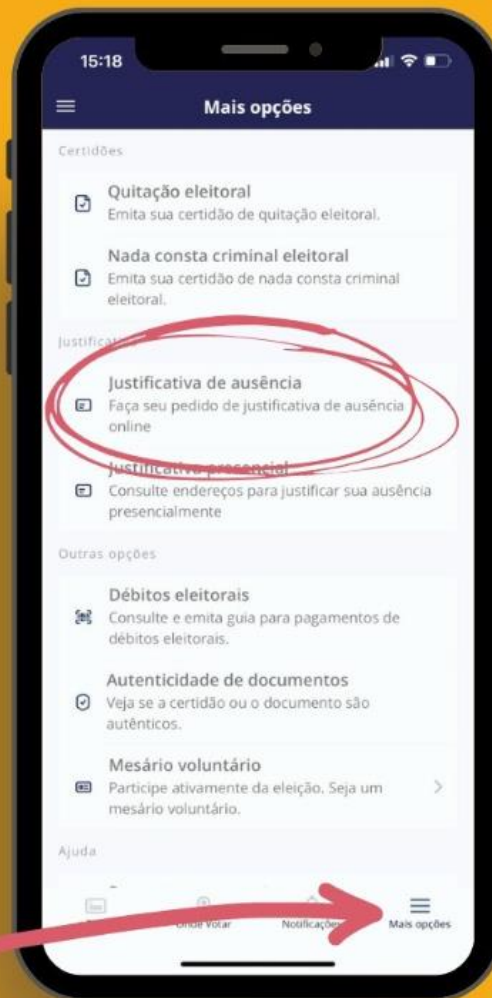 15:18
Mais opções
Certidões
Quitação eleitoral
Emita sua certidão de quitação eleitoral.
Nada consta criminal eleitoral
Emita sua certidão de nada consta criminal
eleitoral.
Justificativa de ausência
Faça seu pedido de justificativa de ausência
online
Justificativa presencial
Consulte endereços para justificar sua ausência
presencialmente
Outras opções
Débitos eleitorais
Consulte e emita guia para pagamentos de
débitos eleitorais.
Autenticidade de documentos
Veja se a certidão ou o documento são
autênticos.
Mesário voluntário
Participe ativamente da eleição. Seja um
mesário voluntário.
Ajuda
Onde Votar
Notificações
Mais opções